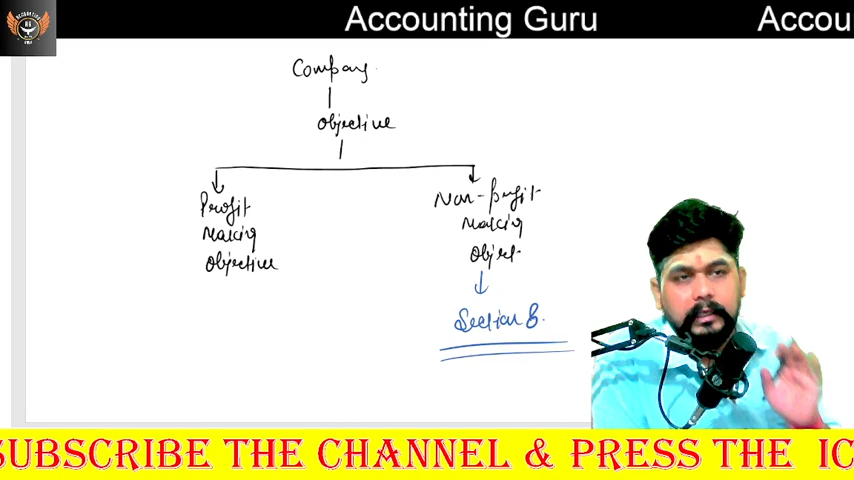 Accounting Guru
Accou
Company
Objective
Profit
Making
Objective
Non-profit
Making
Object
Section 8.
SUBSCRIBE THE CHANNEL & PRESS THE IC